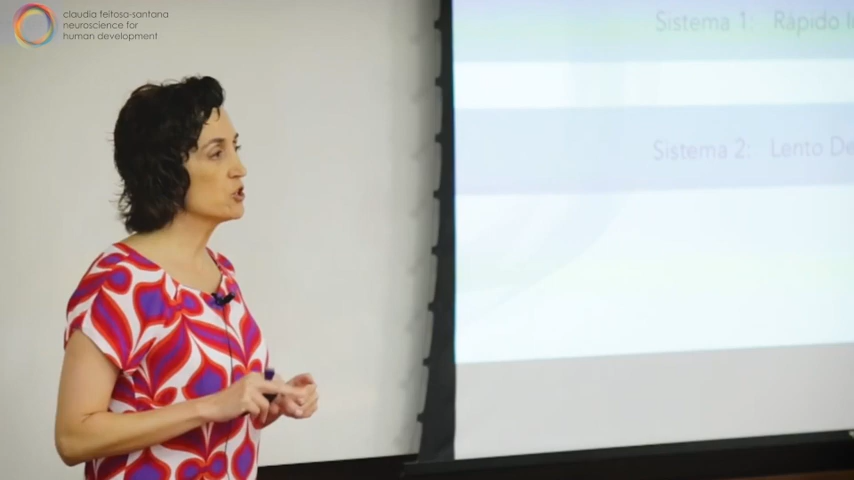 claudia feitosa-santana
neuroscience for
human development
Sistema 1: Rápido
Sistema 2: Lento